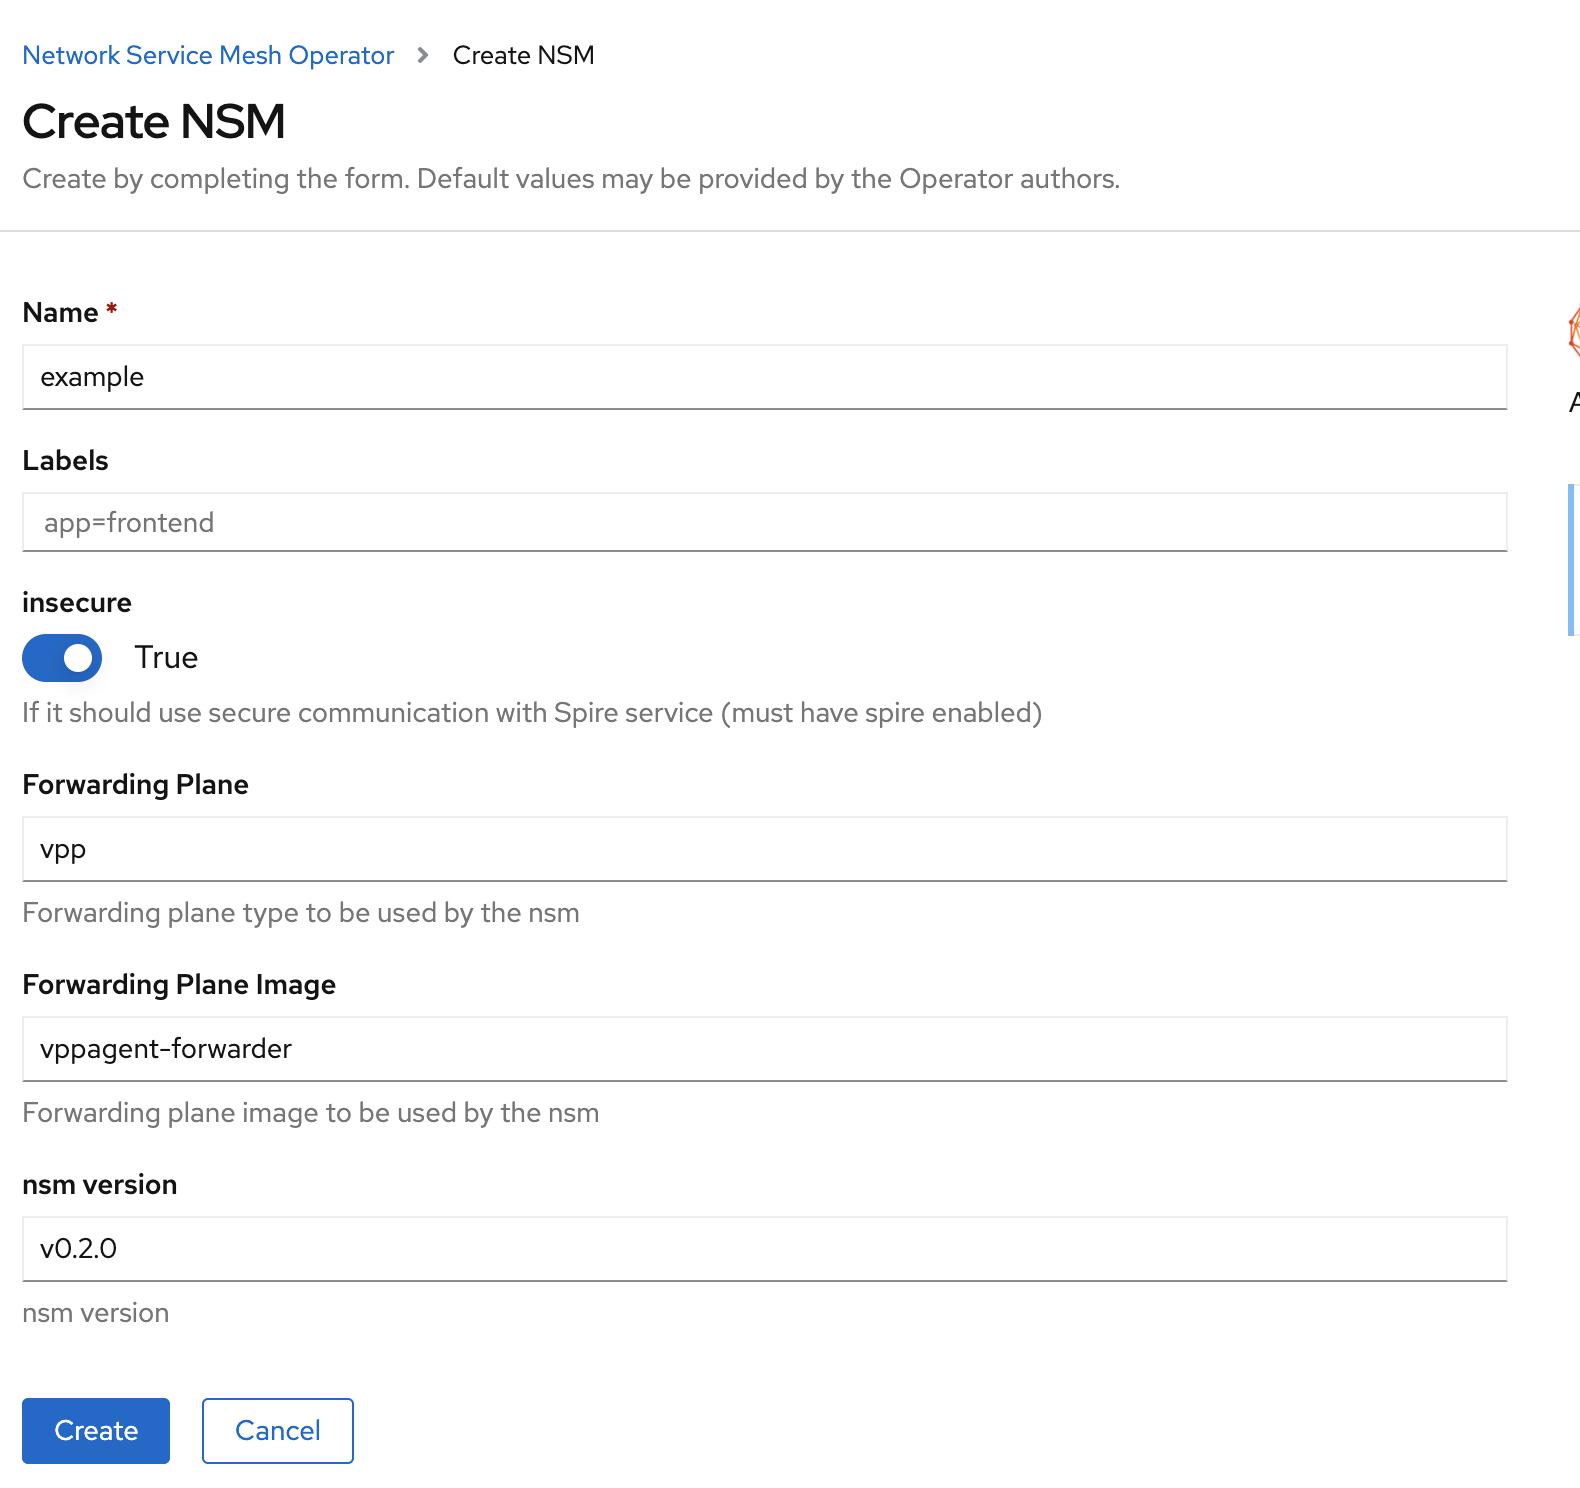 Network Service Mesh Operator > Create NSM
Create NSM
Create by completing the form. Default values may be provided by the Operator authors.
Name *
example
Labels
app=frontend
insecure
True
If it should use secure communication with Spire service (must have spire enabled)
Forwarding Plane
vpp
Forwarding plane type to be used by the nsm
Forwarding Plane Image
vppagent-forwarder
Forwarding plane image to be used by the nsm
nsm version
v0.2.0
nsm version
Create Cancel